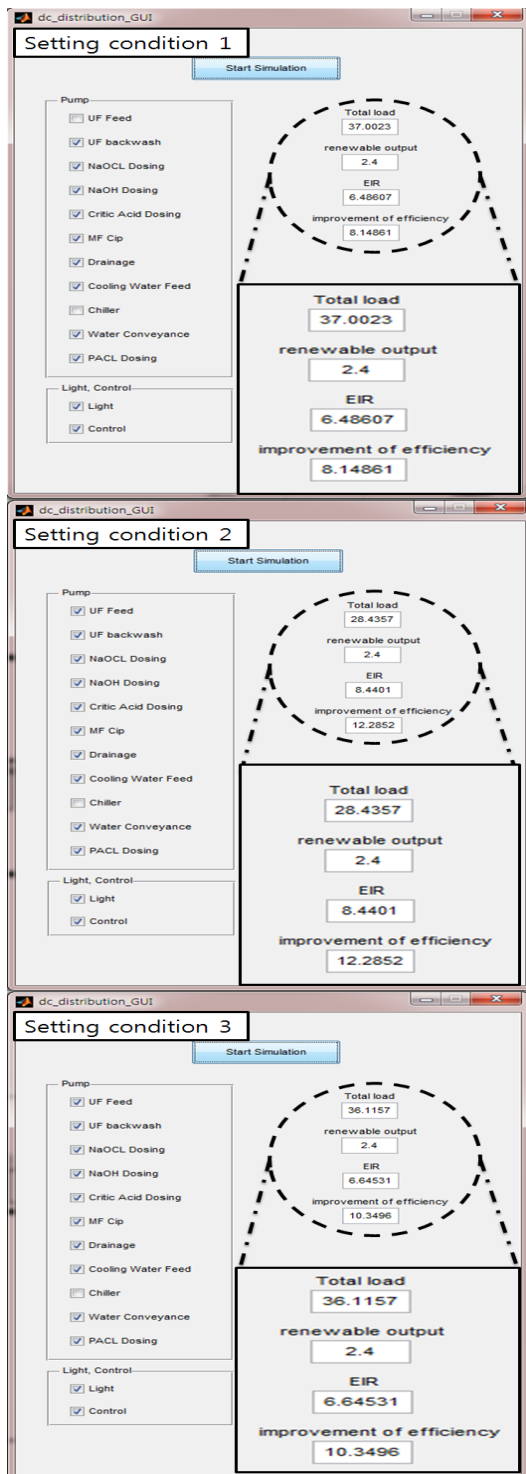 dc_distribution_GUI
Setting condition 1
Start Simulation
Pump
UF Feed
UF backwash
NaOCL Dosing
NaOH Dosing
Critic Acid Dosing
MF Cip
Drainage
Cooling Water Feed
Chiller
Water Conveyance
PACL Dosing
Light, Control
Light
Control
Total load
37.0023
renewable output
2.4
EIR
6.48607
improvement of efficiency
8.14861
Total load
37.0023
renewable output
2.4
EIR
6.48607
improvement of efficiency
8.14861
dc_distribution_GUI
Setting condition 2
Start Simulation
Pump
UF Feed
UF backwash
NaOCL Dosing
NaOH Dosing
Critic Acid Dosing
MF Cip
Drainage
Cooling Water Feed
Chiller
Water Conveyance
PACL Dosing
Light, Control
Light
Control
Total load
28.4357
renewable output
2.4
EIR
8.4401
improvement of efficiency
12.2852
Total load
28.4357
renewable output
2.4
EIR
8.4401
improvement of efficiency
12.2852
dc_distribution_GUI
Setting condition 3
Start Simulation
Pump
UF Feed
UF backwash
NaOCL Dosing
NaOH Dosing
Critic Acid Dosing
MF Cip
Drainage
Cooling Water Feed
Chiller
Water Conveyance
PACL Dosing
Light, Control
Light
Control
Total load
36.1157
renewable output
2.4
EIR
6.64531
improvement of efficiency
10.3496
Total load
36.1157
renewable output
2.4
EIR
6.64531
improvement of efficiency
10.3496